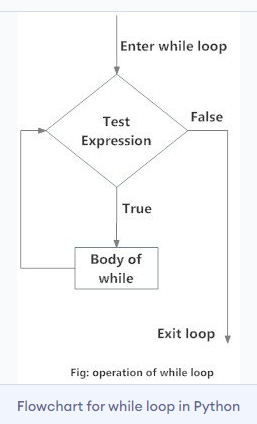 Enter while loop
Test
Expression
False
True
Body of
while
Exit loop
Fig: operation of while loop
Flowchart for while loop in Python